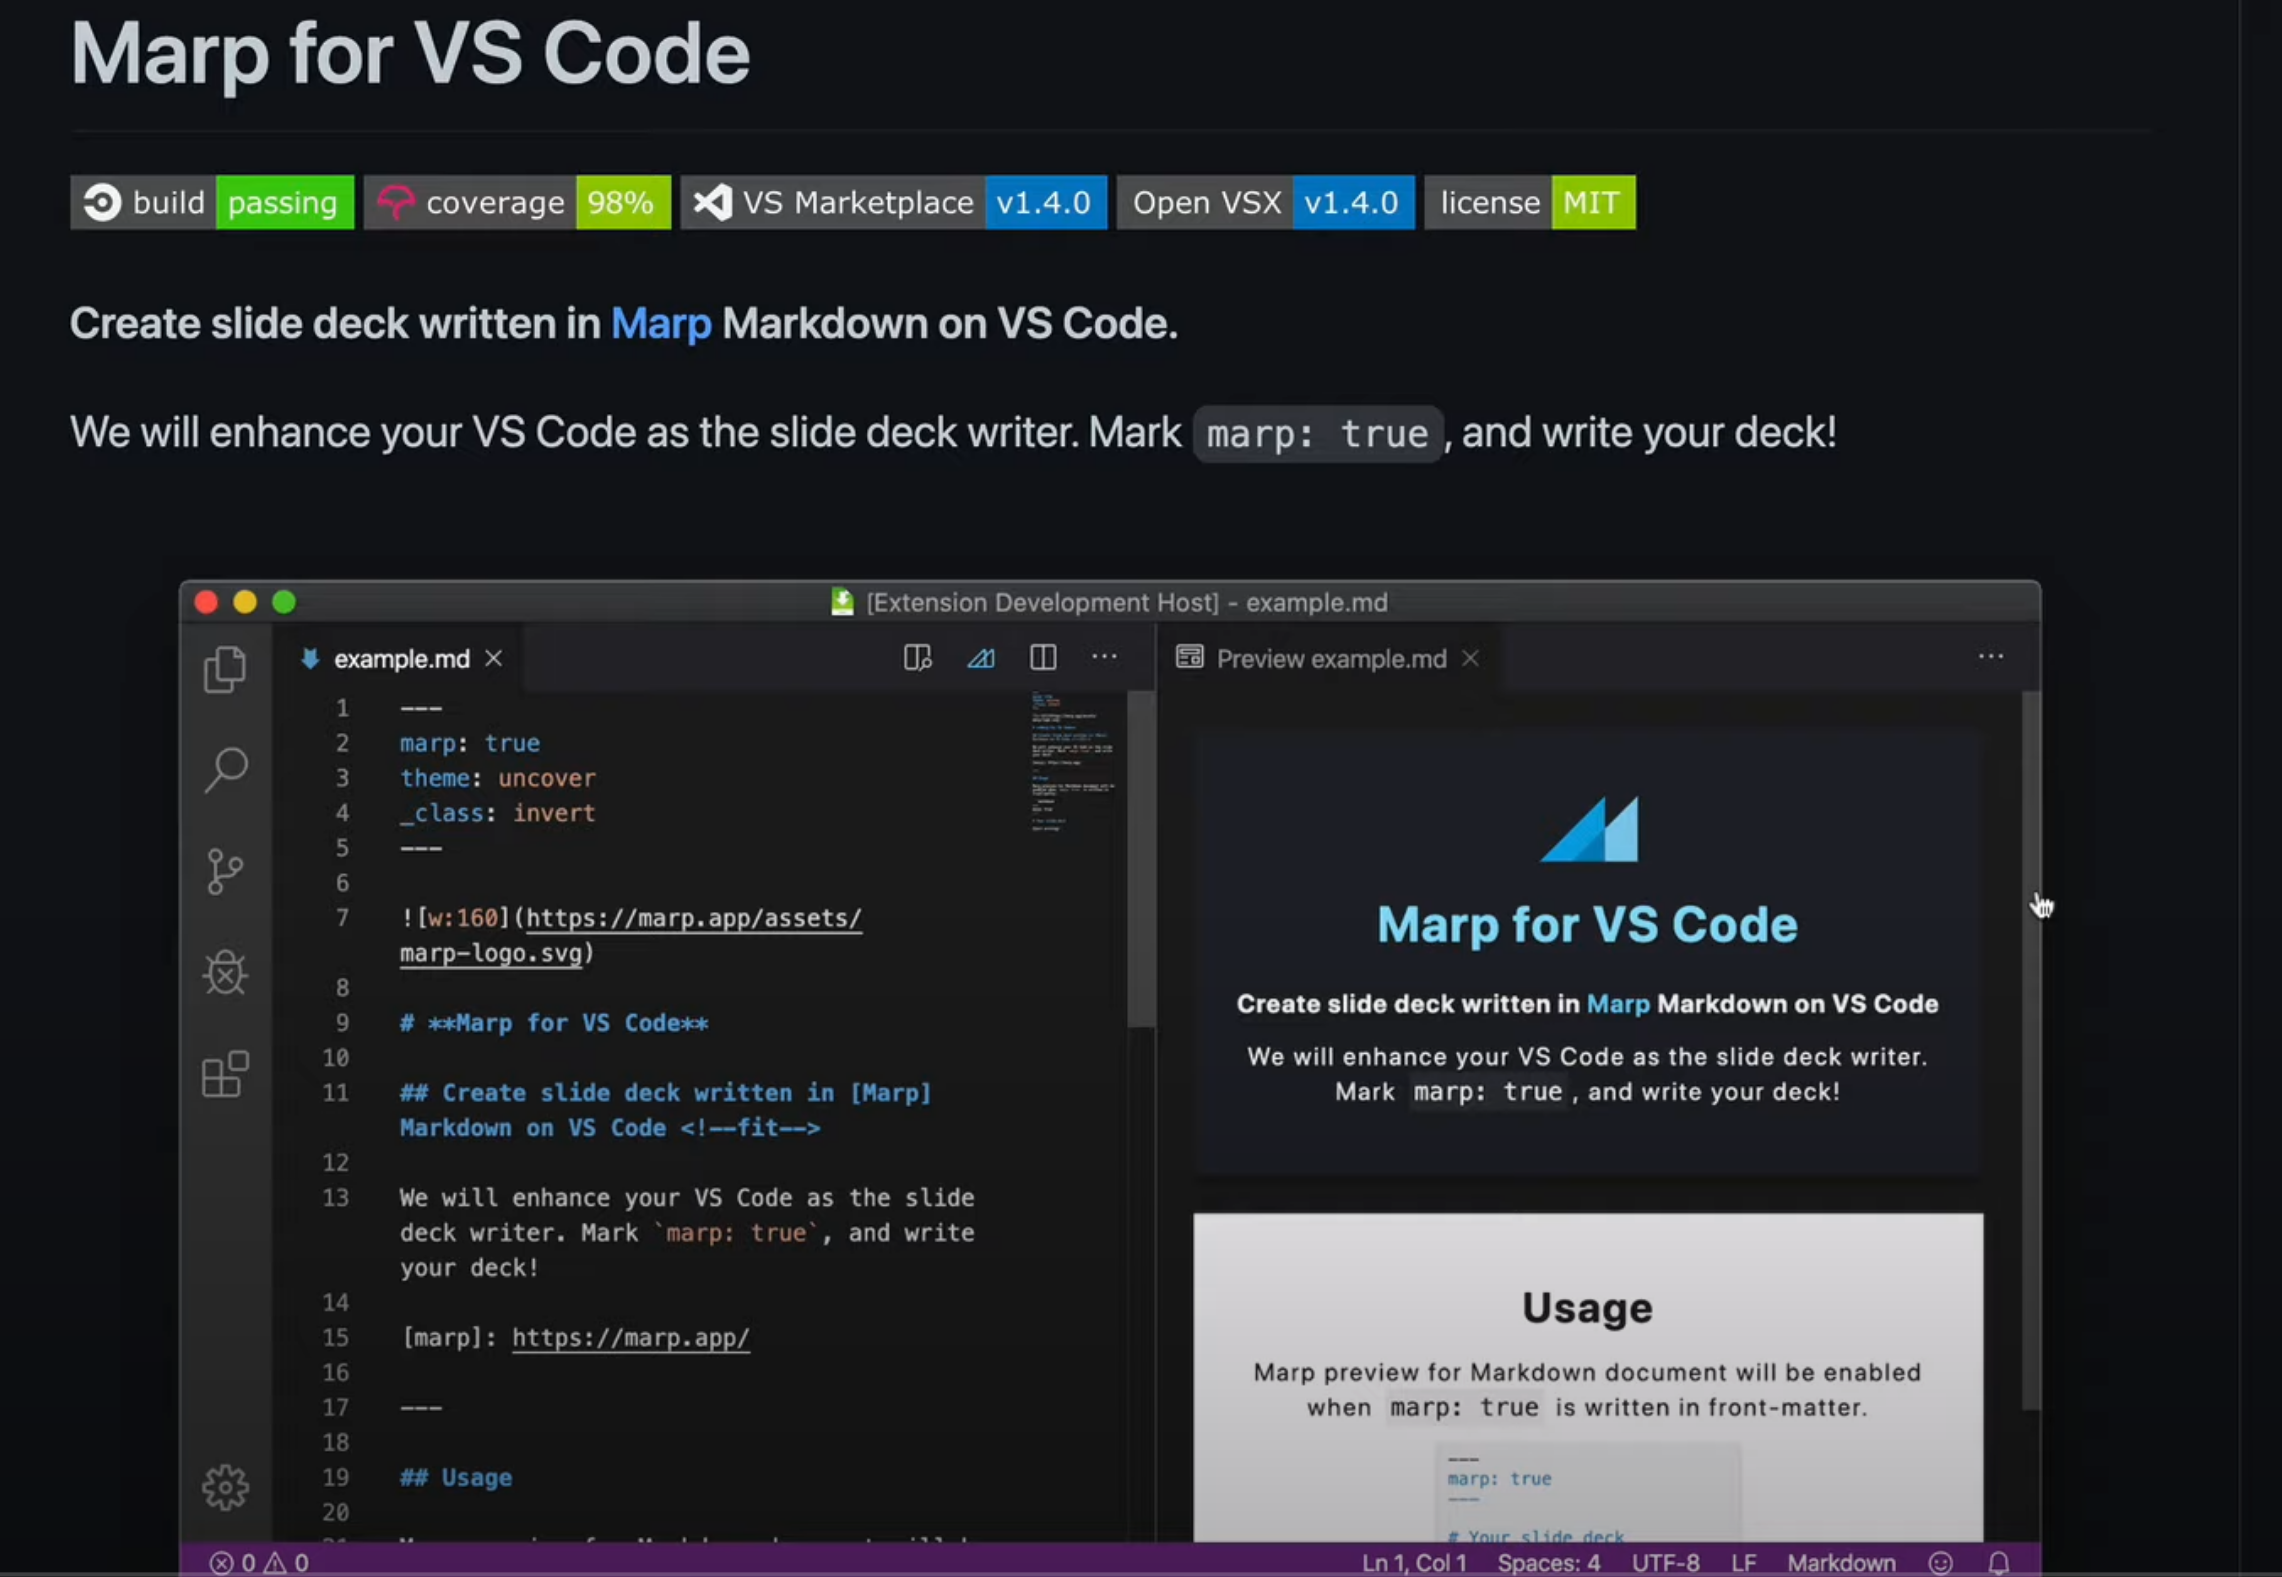 Marp for VS Code
build passing coverage 98% VS Marketplace v1.4.0 Open VSX v1.4.0 license MIT
Create slide deck written in Marp Markdown on VS Code.
We will enhance your VS Code as the slide deck writer. Mark marp: true, and write your deck!
[Extension Development Host] - example.md
example.md
1 ---
2 marp: true
3 theme: uncover
4 _class: invert
5 ---
6
7 ![w:160](https://marp.app/assets/
marp-logo.svg)
8
9 # **Marp for VS Code**
10
11 ## Create slide deck written in [Marp]
Markdown on VS Code <!--fit-->
12
13 We will enhance your VS Code as the slide
deck writer. Mark `marp: true`, and write
your deck!
14
15 [marp]: https://marp.app/
16
17 ---
18
19 ## Usage
20
Preview example.md
Marp for VS Code
Create slide deck written in Marp Markdown on VS Code
We will enhance your VS Code as the slide deck writer.
Mark marp: true, and write your deck!
Usage
Marp preview for Markdown document will be enabled
when marp: true is written in front-matter.
---
marp: true
---
# Your slide deck
0 0
Ln 1, Col 1 Spaces: 4 UTF-8 LF Markdown